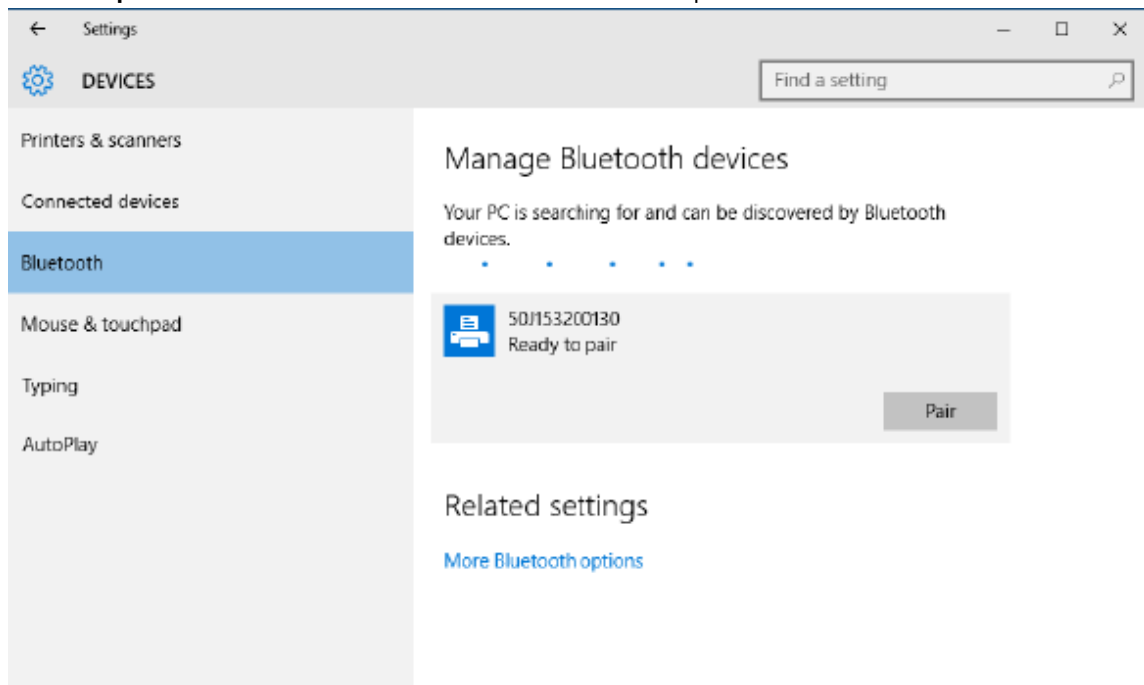 Settings
DEVICES
Find a setting
Printers & scanners
Connected devices
Bluetooth
Mouse & touchpad
Typing
AutoPlay
Manage Bluetooth devices
Your PC is searching for and can be discovered by Bluetooth
devices.
50J153200130
Ready to pair
Pair
Related settings
More Bluetooth options